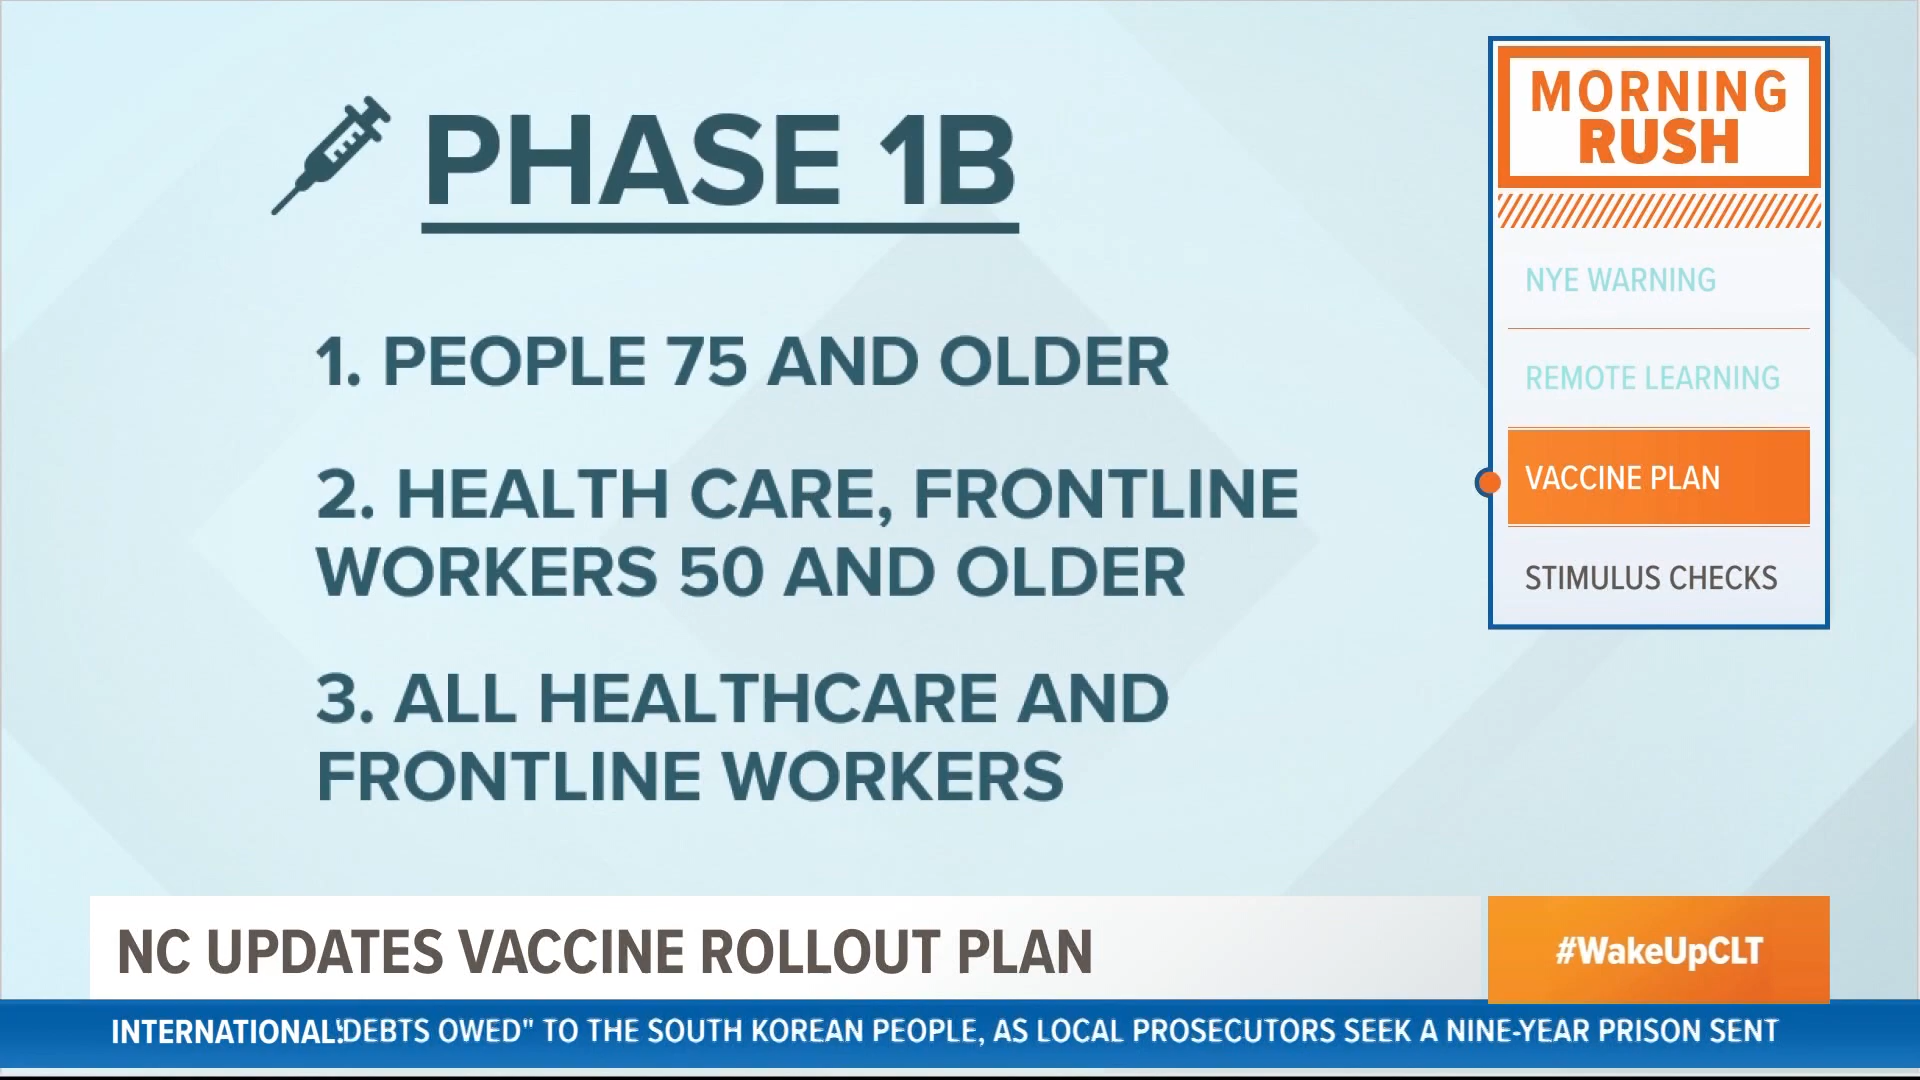 PHASE 1B
1. PEOPLE 75 AND OLDER
2. HEALTH CARE, FRONTLINE
WORKERS 50 AND OLDER
3. ALL HEALTHCARE AND
FRONTLINE WORKERS
MORNING
RUSH
NYE WARNING
REMOTE LEARNING
VACCINE PLAN
STIMULUS CHECKS
NC UPDATES VACCINE ROLLOUT PLAN
#WakeUpCLT
INTERNATIONAL: "DEBTS OWED" TO THE SOUTH KOREAN PEOPLE, AS LOCAL PROSECUTORS SEEK A NINE-YEAR PRISON SENT